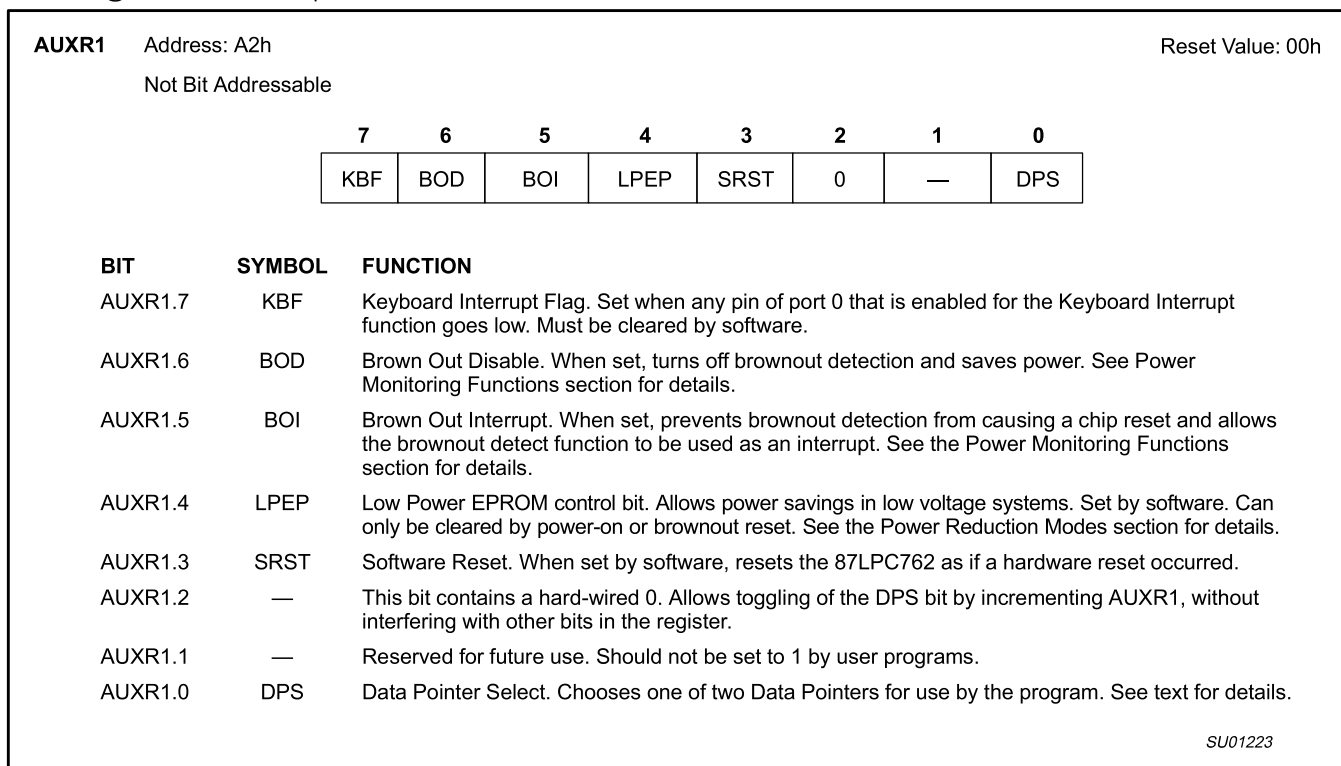 AUXR1 Address: A2h Reset Value: 00h
Not Bit Addressable
7 6 5 4 3 2 1 0
KBF BOD BOI LPEP SRST 0 — DPS
BIT SYMBOL FUNCTION
AUXR1.7 KBF Keyboard Interrupt Flag. Set when any pin of port 0 that is enabled for the Keyboard Interrupt
function goes low. Must be cleared by software.
AUXR1.6 BOD Brown Out Disable. When set, turns off brownout detection and saves power. See Power
Monitoring Functions section for details.
AUXR1.5 BOI Brown Out Interrupt. When set, prevents brownout detection from causing a chip reset and allows
the brownout detect function to be used as an interrupt. See the Power Monitoring Functions
section for details.
AUXR1.4 LPEP Low Power EPROM control bit. Allows power savings in low voltage systems. Set by software. Can
only be cleared by power-on or brownout reset. See the Power Reduction Modes section for details.
AUXR1.3 SRST Software Reset. When set by software, resets the 87LPC762 as if a hardware reset occurred.
AUXR1.2 — This bit contains a hard-wired 0. Allows toggling of the DPS bit by incrementing AUXR1, without
interfering with other bits in the register.
AUXR1.1 — Reserved for future use. Should not be set to 1 by user programs.
AUXR1.0 DPS Data Pointer Select. Chooses one of two Data Pointers for use by the program. See text for details.
SU01223